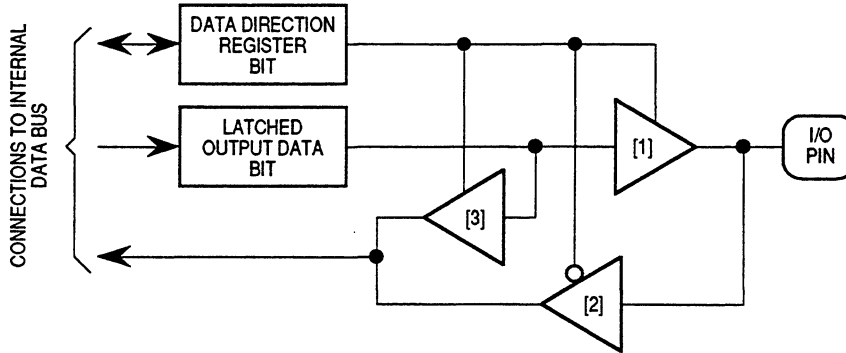 CONNECTIONS TO INTERNAL
DATA BUS
DATA DIRECTION
REGISTER
BIT
LATCHED
OUTPUT DATA
BIT
[1]
[3]
[2]
I/O
PIN